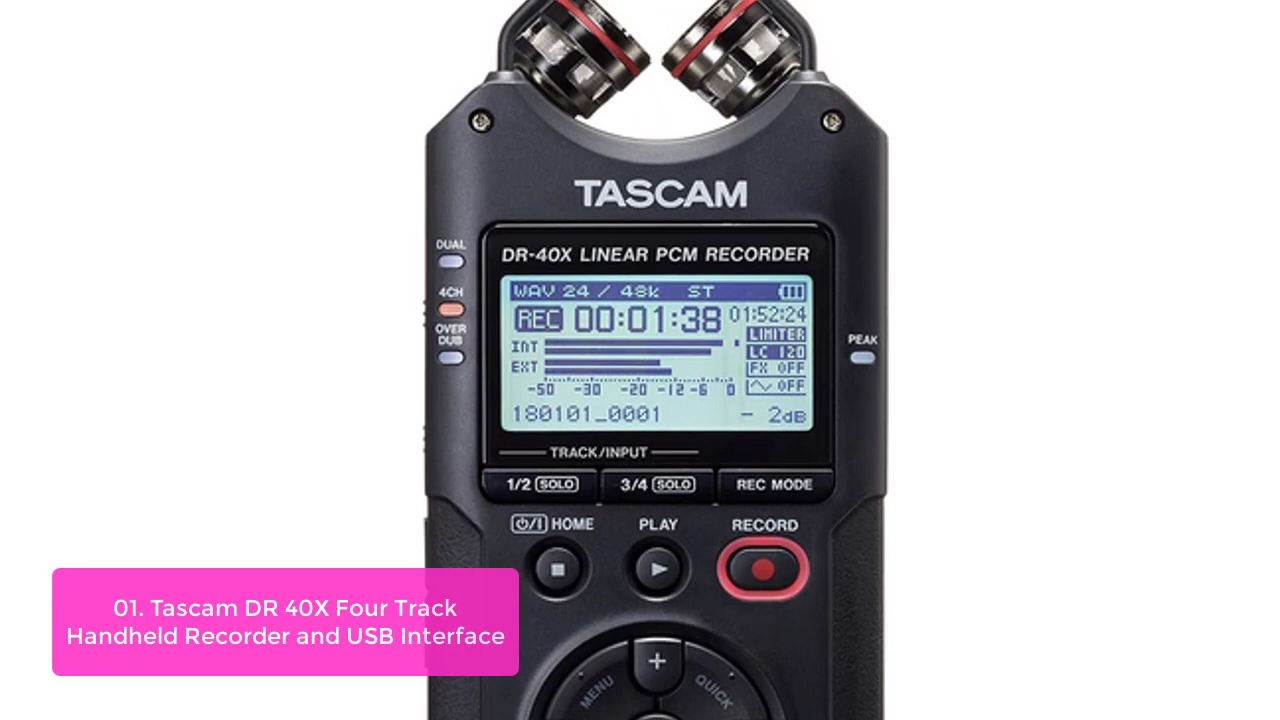 TASCAM
DR-40X LINEAR PCM RECORDER
DUAL
4CH
OVER
DUB
PEAK
WAV 24 / 48k ST
REC 00:01:38 01:52:24
LIMITER
INT
LC 120
EXT
FX OFF
OFF
-50 -30 -20 -12 -6 0
180101_0001 - 2dB
TRACK/INPUT
1/2 SOLO 3/4 SOLO REC MODE
HOME PLAY RECORD
+
MENU QUICK
01. Tascam DR 40X Four Track
Handheld Recorder and USB Interface